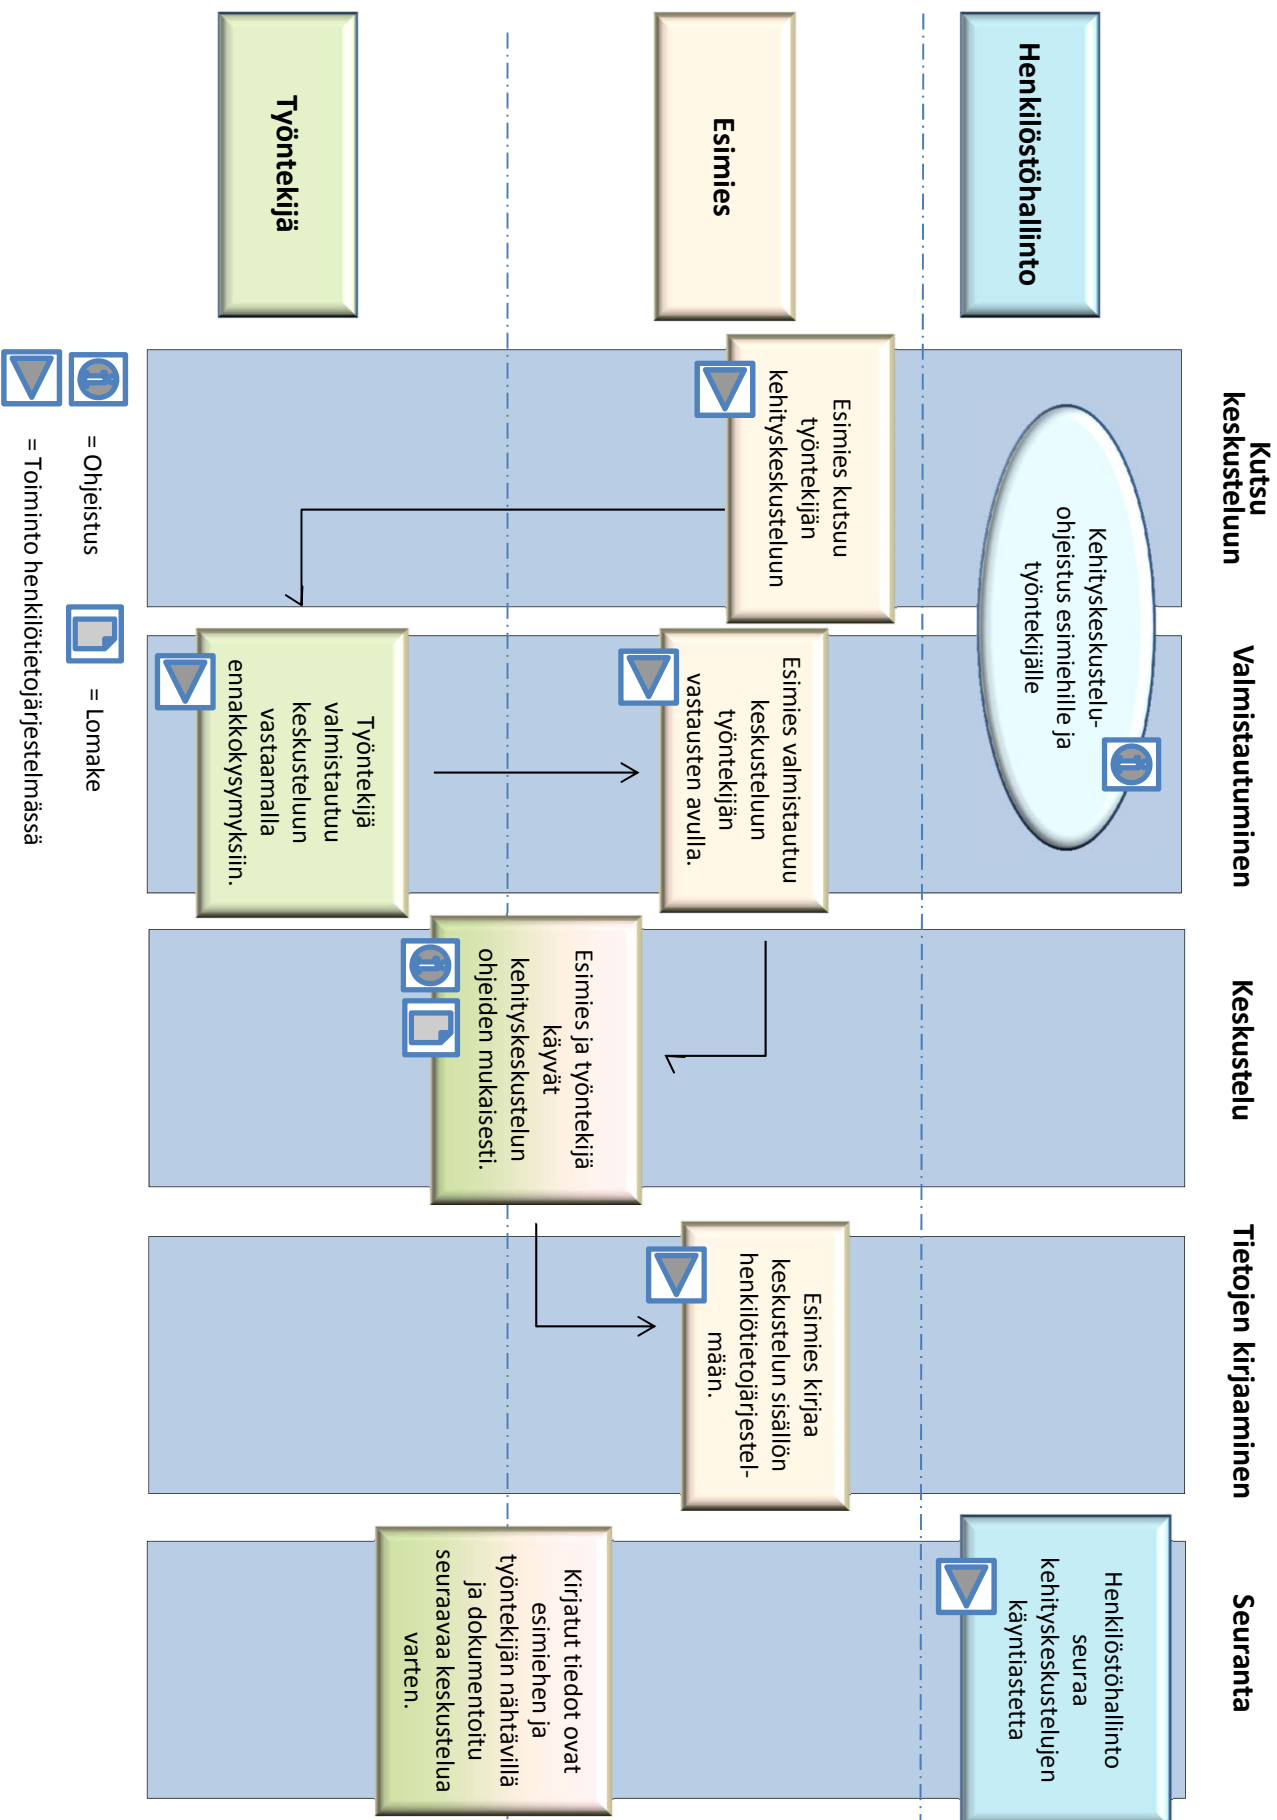 Kutsu
keskusteluun
Valmistautuminen
Keskustelu
Tietojen kirjaaminen
Seuranta
Henkilöstöhallinto
Kehityskeskustelu-
ohjeistus esimiehille ja
työntekijälle
Henkilöstöhallinto
seuraa
kehityskeskustelujen
käyntiastetta
Esimies
Esimies kutsuu
työntekijän
kehityskeskusteluun
Esimies valmistautuu
keskusteluun
työntekijän
vastausten avulla.
Esimies ja työntekijä
käyvät
kehityskeskustelun
ohjeiden mukaisesti.
Esimies kirjaa
keskustelun sisällön
henkilötietojärjestel-
mään.
Kirjatut tiedot ovat
esimiehen ja
työntekijän nähtävillä
ja dokumentoitu
seuraavaa keskustelua
varten.
Työntekijä
Työntekijä
valmistautuu
keskusteluun
vastaamalla
ennakkokysymyksiin.
= Ohjeistus
= Lomake
= Toiminto henkilötietojärjestelmässä